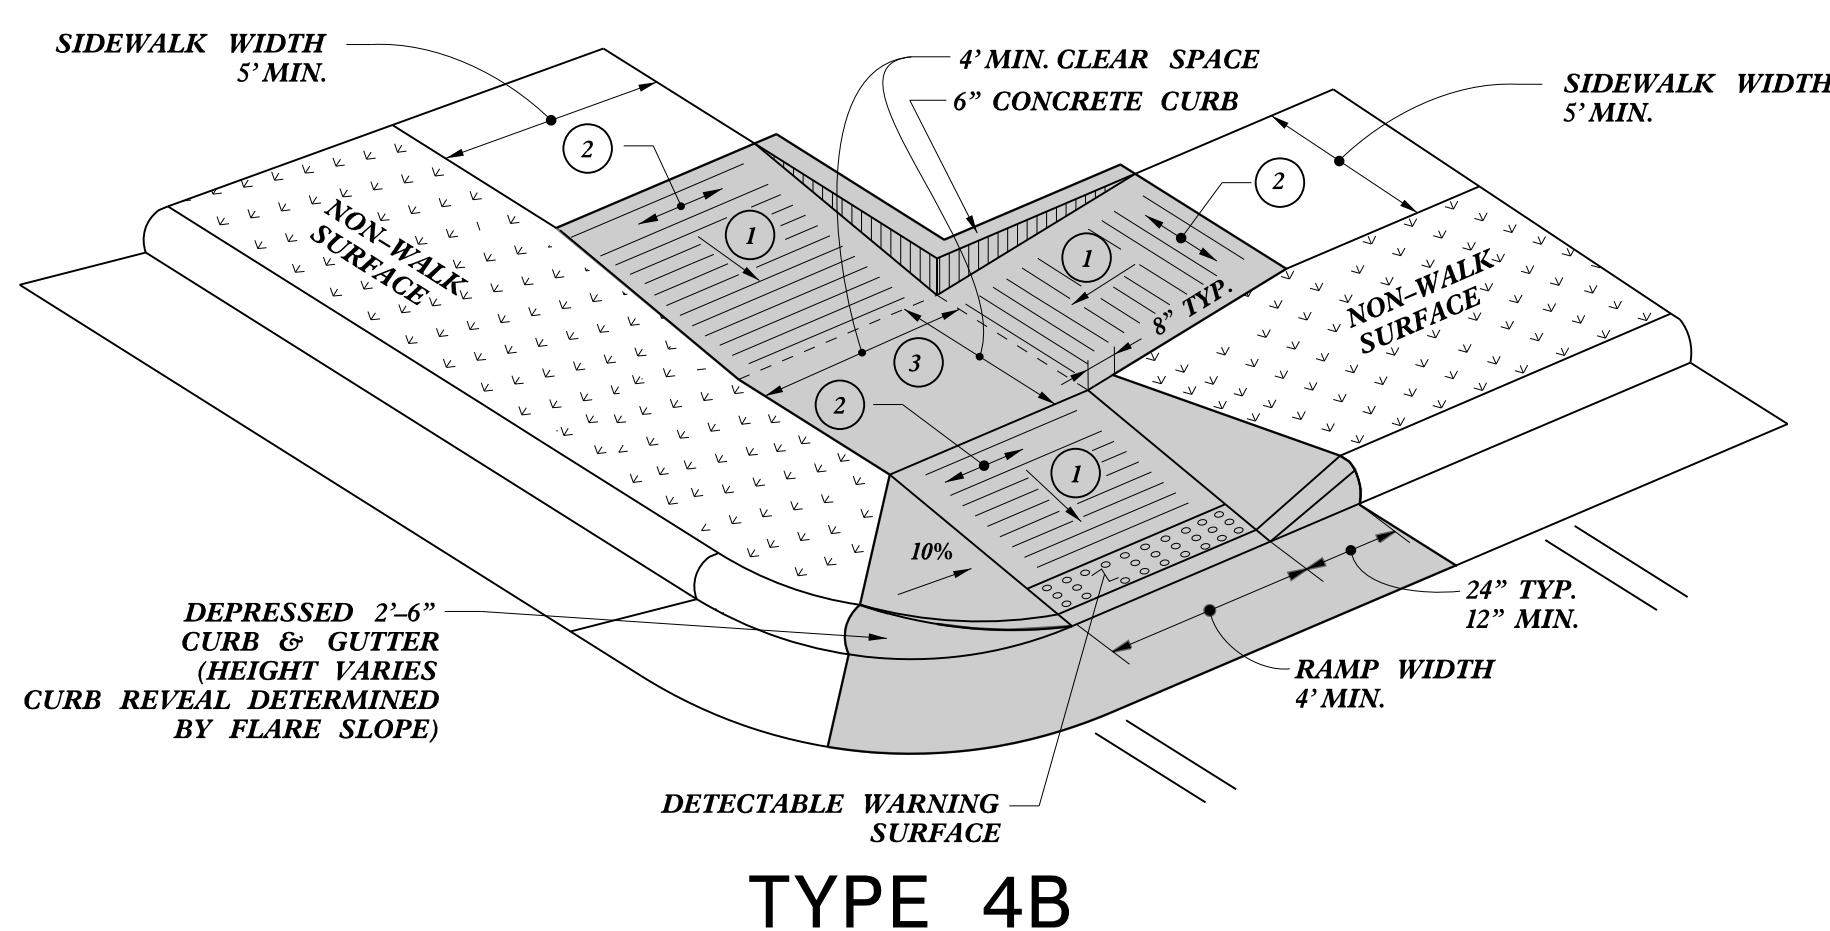 SIDEWALK WIDTH
5' MIN.
4' MIN. CLEAR SPACE
6” CONCRETE CURB
SIDEWALK WIDTH
5' MIN.
2
2
1
1
NON–WALK
SURFACE
NON–WALK
SURFACE
8” TYP.
3
2
1
10%
DEPRESSED 2'–6”
CURB & GUTTER
(HEIGHT VARIES
CURB REVEAL DETERMINED
BY FLARE SLOPE)
24” TYP.
12” MIN.
RAMP WIDTH
4' MIN.
DETECTABLE WARNING
SURFACE
TYPE 4B